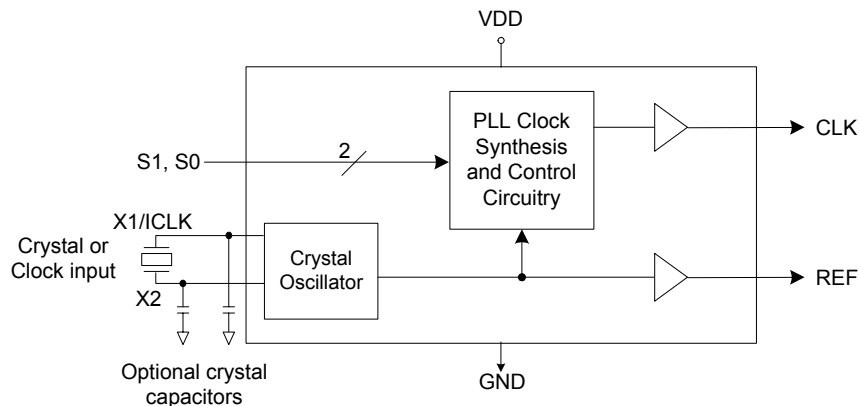 VDD
PLL Clock
Synthesis
and Control
Circuitry
CLK
S1, S0
2
X1/ICLK
Crystal or
Clock input
X2
Crystal
Oscillator
REF
Optional crystal
capacitors
GND